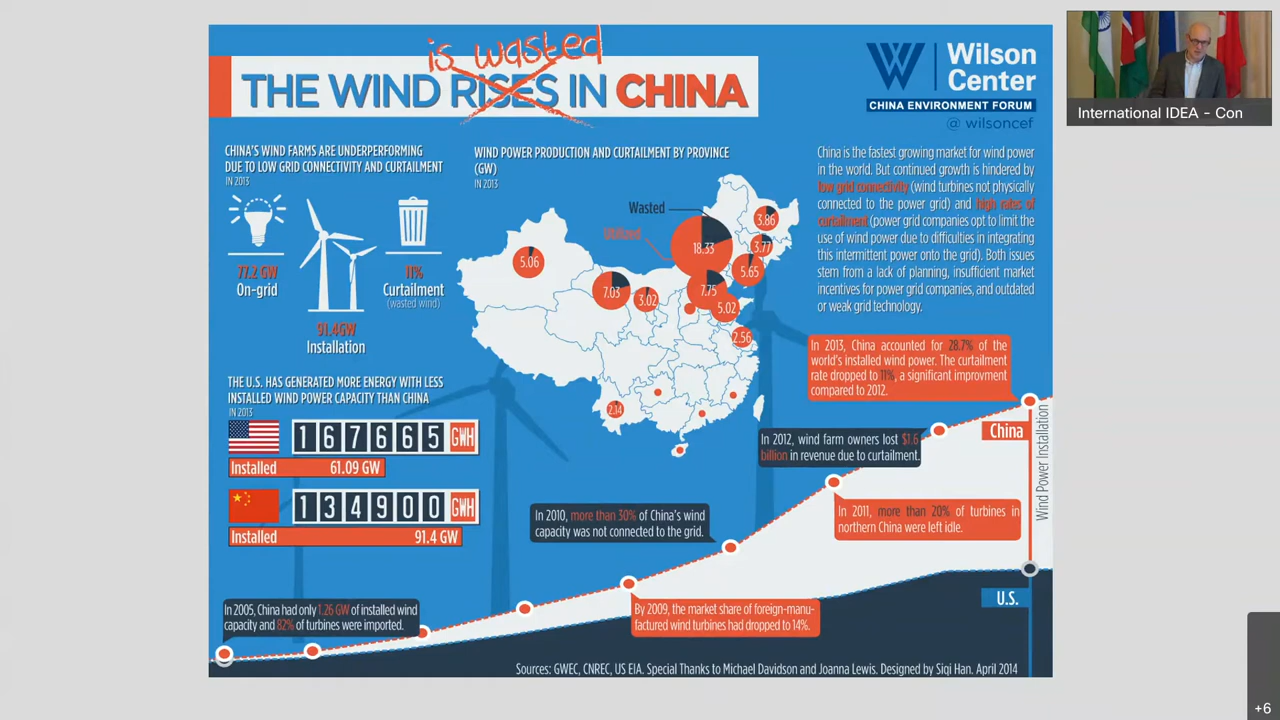 is wasted
THE WIND RISES IN CHINA
Wilson
Center
CHINA ENVIRONMENT FORUM
@ wilsoncef
International IDEA - Con
CHINA'S WIND FARMS ARE UNDERPERFORMING
DUE TO LOW GRID CONNECTIVITY AND CURTAILMENT
IN 2013
77.2 GW
On-grid
11%
Curtailment
(wasted wind)
91.4GW
Installation
WIND POWER PRODUCTION AND CURTAILMENT BY PROVINCE
(GW)
IN 2013
Wasted
Utilized
3.86
18.33
3.77
5.06
5.65
7.03
3.02
7.75
5.02
2.56
2.14
China is the fastest growing market for wind power
in the world. But continued growth is hindered by
low grid connectivity (wind turbines not physically
connected to the power grid) and high rates of
curtailment (power grid companies opt to limit the
use of wind power due to difficulties in integrating
this intermittent power onto the grid). Both issues
stem from a lack of planning, insufficient market
incentives for power grid companies, and outdated
or weak grid technology.
THE U.S. HAS GENERATED MORE ENERGY WITH LESS
INSTALLED WIND POWER CAPACITY THAN CHINA
IN 2013
167665 GWH
Installed 61.09 GW
134900 GWH
Installed 91.4 GW
In 2013, China accounted for 28.7% of the
world's installed wind power. The curtailment
rate dropped to 11%, a significant improvment
compared to 2012.
In 2012, wind farm owners lost $1.6
billion in revenue due to curtailment.
China
Wind Power Installation
In 2011, more than 20% of turbines in
northern China were left idle.
In 2010, more than 30% of China's wind
capacity was not connected to the grid.
By 2009, the market share of foreign-manu-
factured wind turbines had dropped to 14%.
In 2005, China had only 1.26 GW of installed wind
capacity and 82% of turbines were imported.
U.S.
Sources: GWEC, CNREC, US EIA. Special Thanks to Michael Davidson and Joanna Lewis. Designed by Siqi Han. April 2014
+6